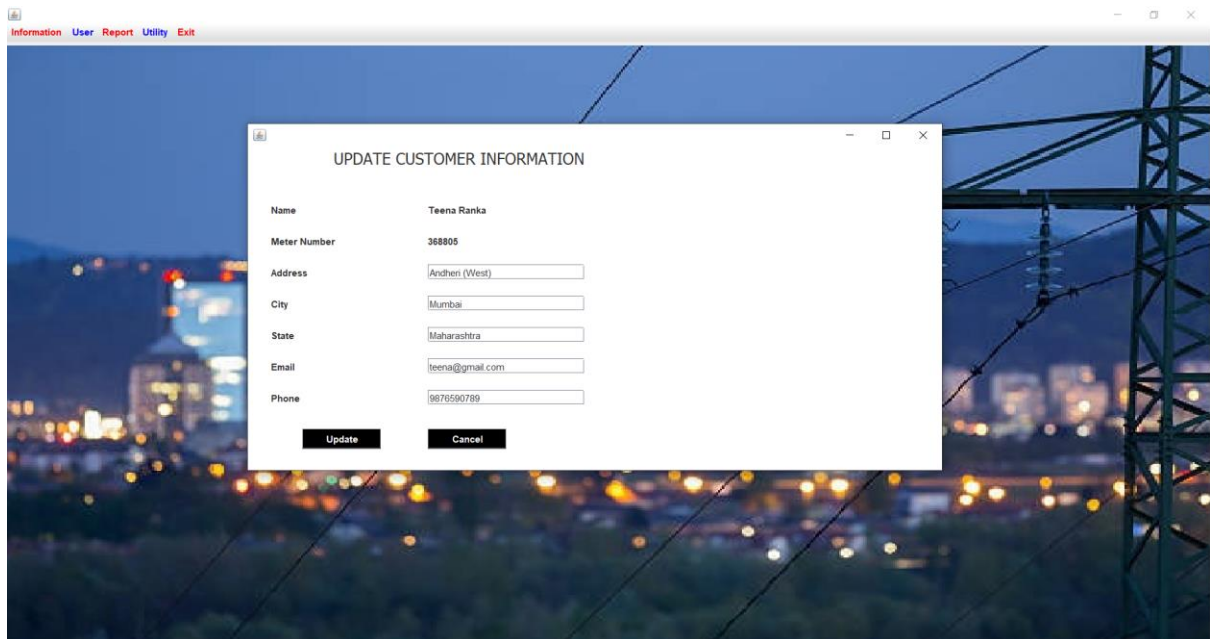 Information User Report Utility Exit
UPDATE CUSTOMER INFORMATION
Name Teena Ranka
Meter Number 368805
Address Andheri (West)
City Mumbai
State Maharashtra
Email teena@gmail.com
Phone 9876590789
Update Cancel